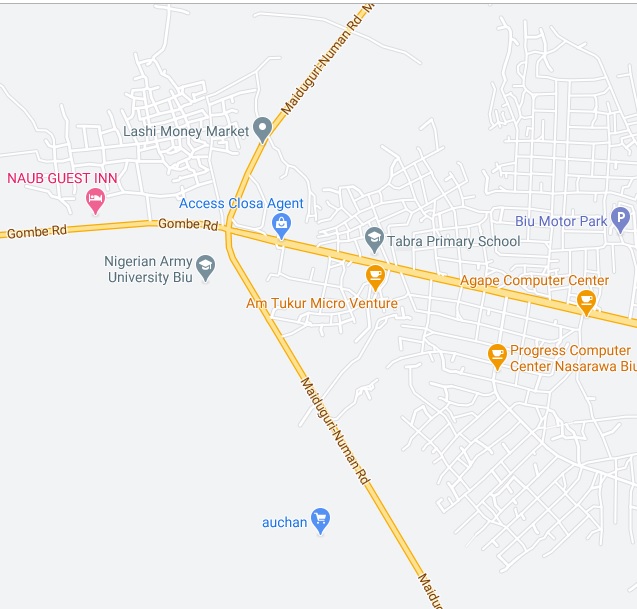 Maiduguri-Numan Rd
M
Lashi Money Market
NAUB GUEST INN
Access Closa Agent
Gombe Rd
Gombe Rd
Biu Motor Park
P
Tabra Primary School
Nigerian Army
University Biu
Agape Computer Center
Am Tukur Micro Venture
Progress Computer
Center Nasarawa Biu
Maiduguri-Numan Rd
auchan
Maidug